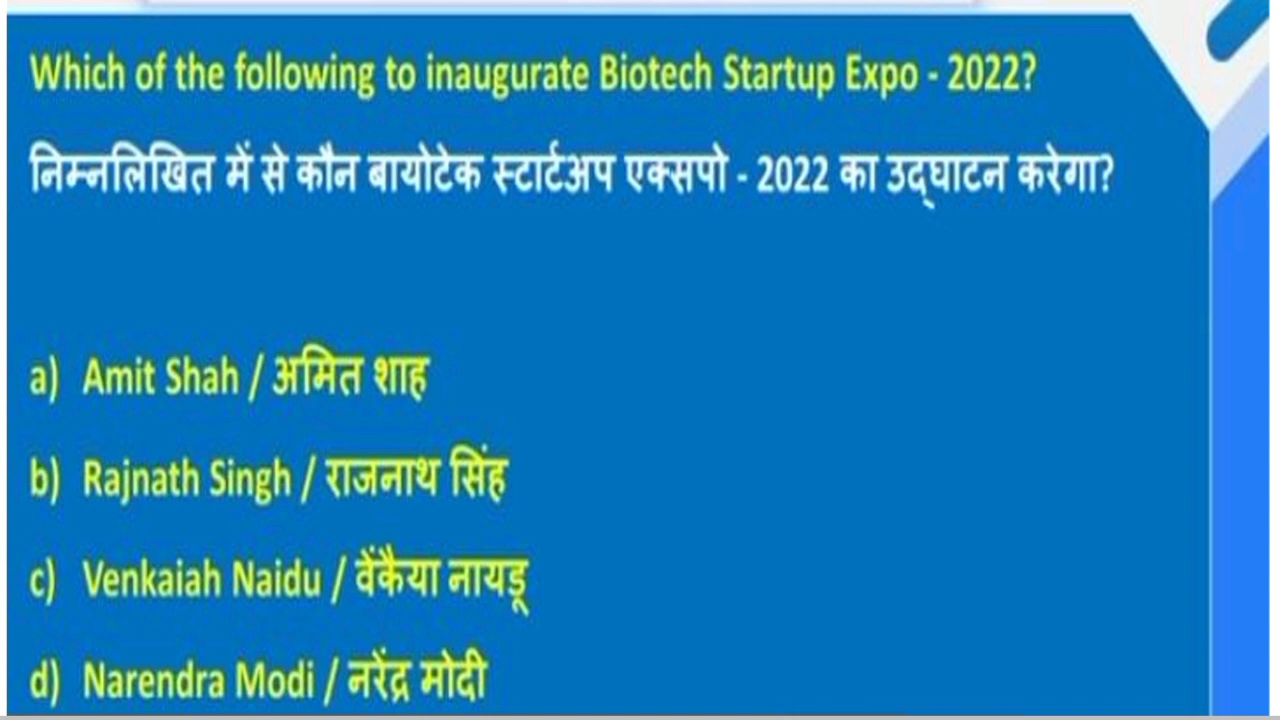 Which of the following to inaugurate Biotech Startup Expo - 2022?
निम्नलिखित में से कौन बायोटेक स्टार्टअप एक्सपो - 2022 का उद्‌घाटन करेगा?
a) Amit Shah / अमित शाह
b) Rajnath Singh / राजनाथ सिंह
c) Venkaiah Naidu / वेंकैया नायडू
d) Narendra Modi / नरेंद्र मोदी